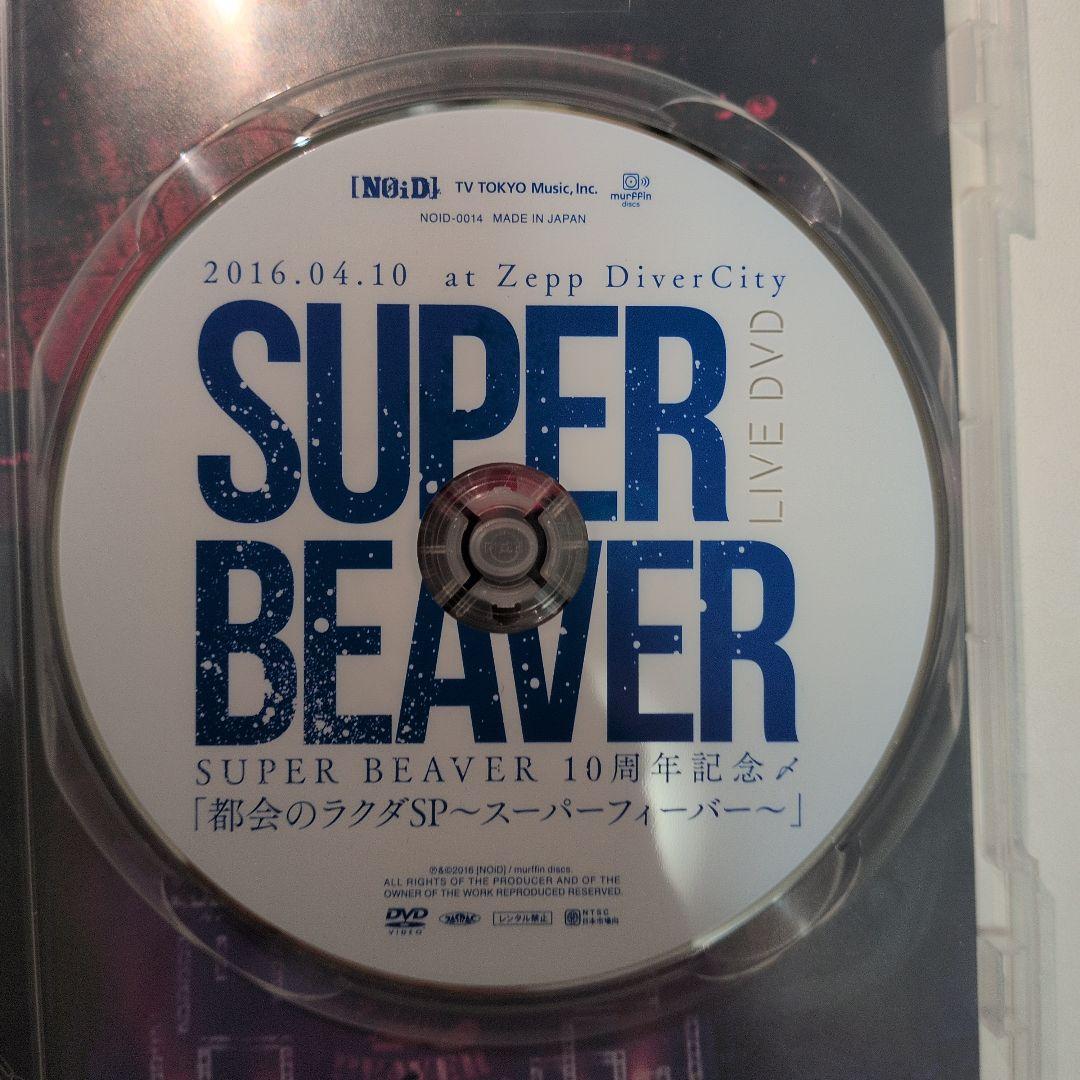 [NOiD] TV TOKYO Music, Inc. murffin discs
NOID-0014 MADE IN JAPAN
2016.04.10 at Zepp DiverCity
SUPER
LIVE DVD
BEAVER
SUPER BEAVER 10周年記念〆
「都会のラクダSP〜スーパーフィーバー〜」
℗&©2016 [NOiD] / murffin discs.
ALL RIGHTS OF THE PRODUCER AND OF THE
OWNER OF THE WORK REPRODUCED RESERVED.
DVD VIDEO JASRAC レンタル禁止 NTSC 日本市場向